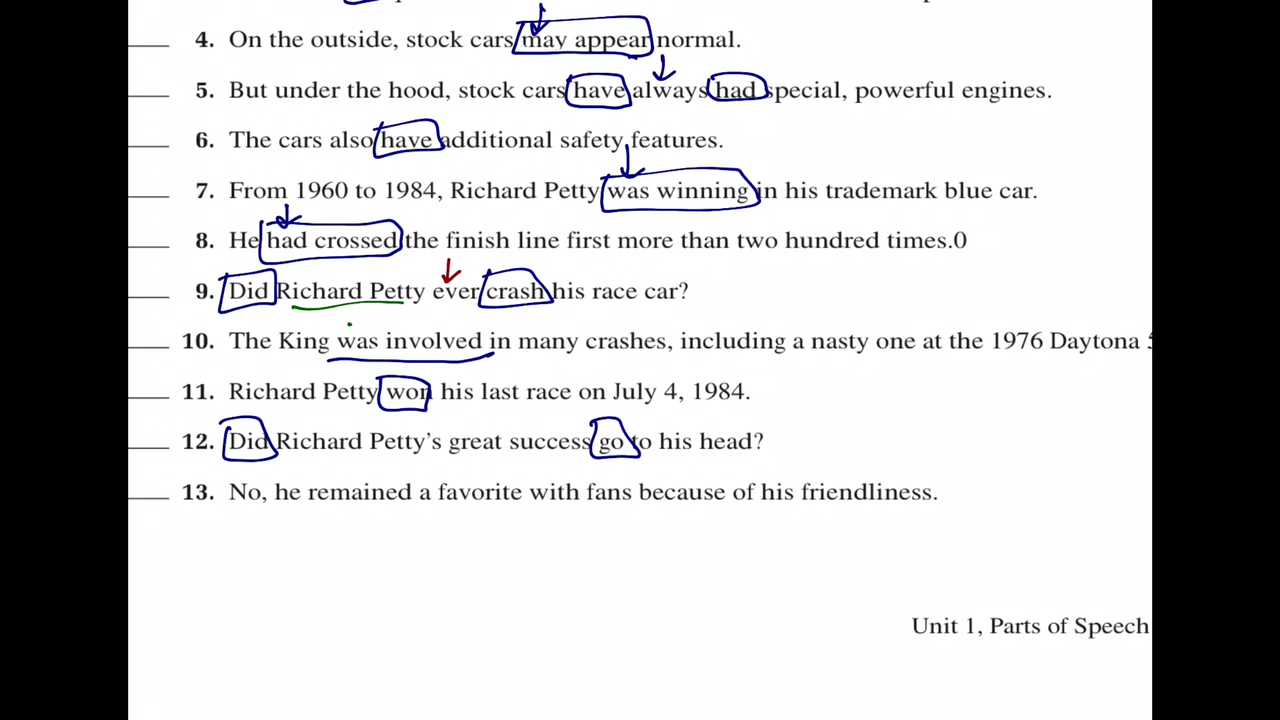 4. On the outside, stock cars may appear normal.
5. But under the hood, stock cars have always had special, powerful engines.
6. The cars also have additional safety features.
7. From 1960 to 1984, Richard Petty was winning in his trademark blue car.
8. He had crossed the finish line first more than two hundred times.0
9. Did Richard Petty ever crash his race car?
10. The King was involved in many crashes, including a nasty one at the 1976 Daytona
11. Richard Petty won his last race on July 4, 1984.
12. Did Richard Petty's great success go to his head?
13. No, he remained a favorite with fans because of his friendliness.
Unit 1, Parts of Speech